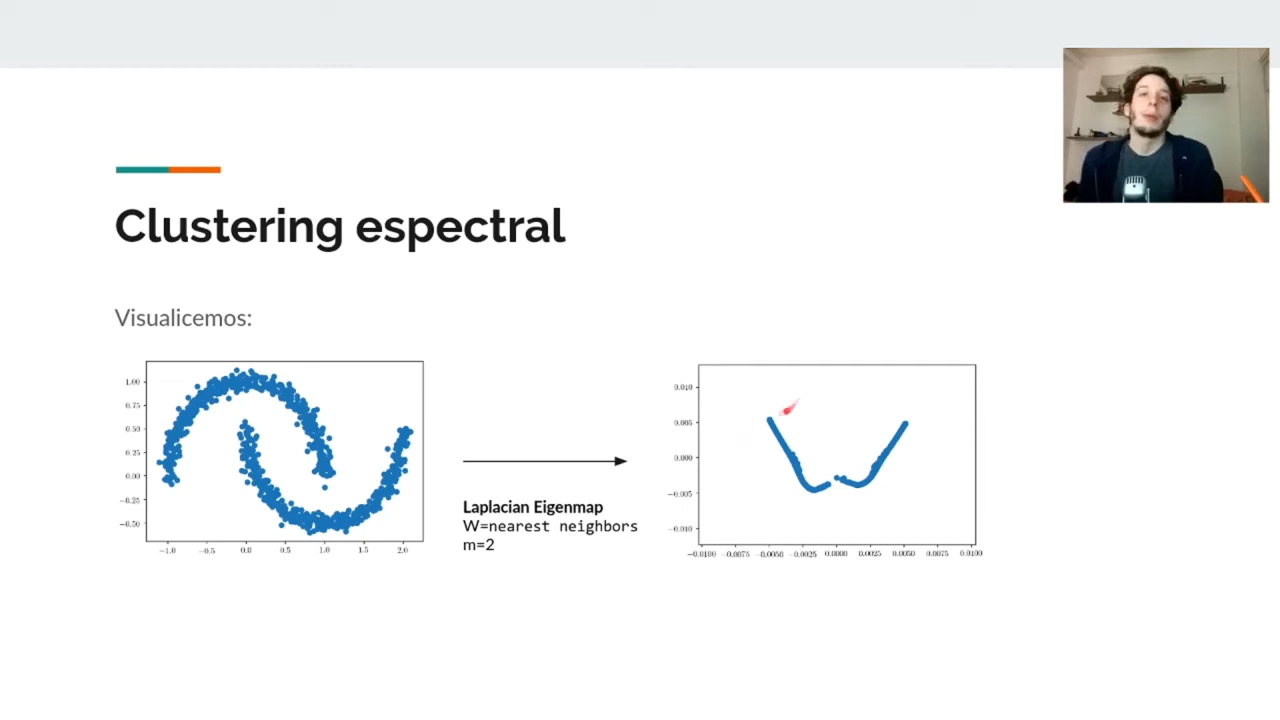 Clustering espectral
Visualicemos:
1.00
0.75
0.50
0.25
0.00
−0.25
−0.50
−1.0 −0.5 0.0 0.5 1.0 1.5 2.0
Laplacian Eigenmap
W=nearest neighbors
m=2
0.010
0.005
0.000
−0.005
−0.010
−0.0100 −0.0075 −0.0050 −0.0025 0.0000 0.0025 0.0050 0.0075 0.0100